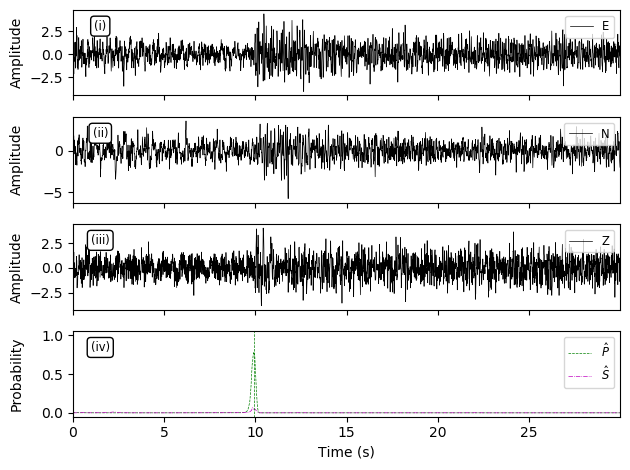 (i)
E
Amplitude
2.5
0.0
−2.5
(ii)
N
Amplitude
0
−5
(iii)
Z
Amplitude
2.5
0.0
−2.5
(iv)
P̂
Ŝ
Probability
1.0
0.5
0.0
0 5 10 15 20 25
Time (s)